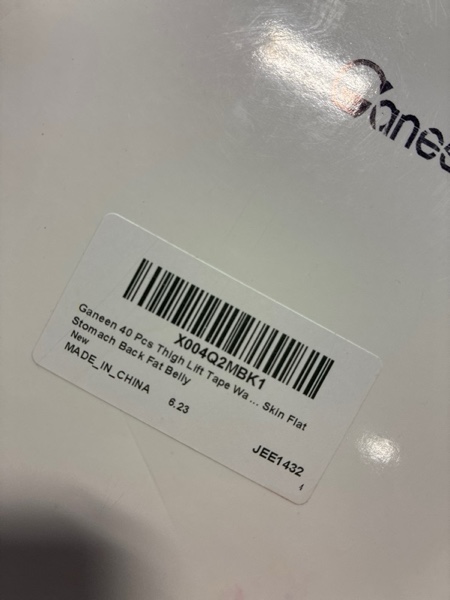 Ganee
X004Q2MBK1
Ganeen 40 Pcs Thigh Lift Tape Wa... Skin Flat
Stomach Back Fat Belly
New
MADE_IN_CHINA
6.23
JEE1432